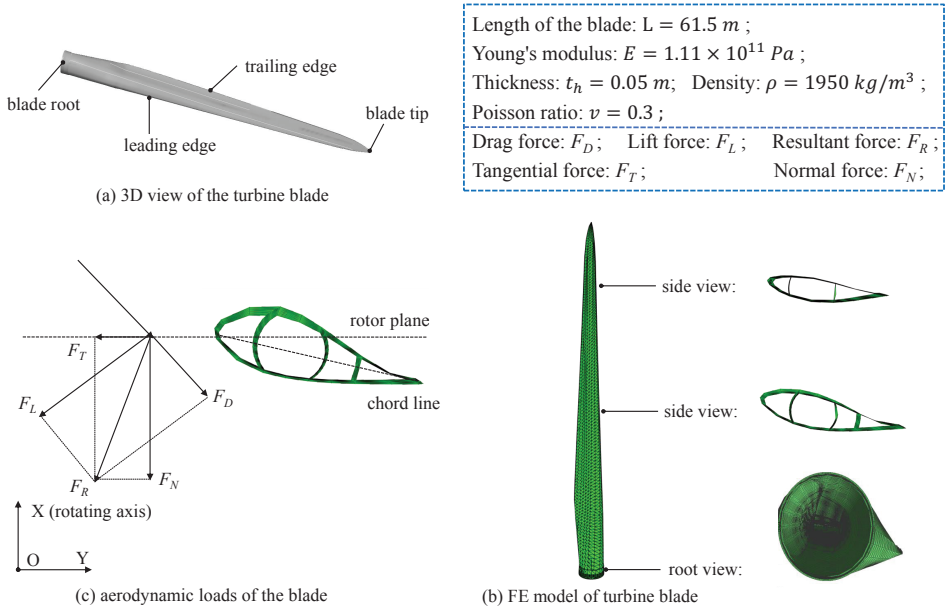 trailing edge
blade root
blade tip
leading edge
(a) 3D view of the turbine blade
Length of the blade: L = 61.5 m ;
Young's modulus: E = 1.11 × 10¹¹ Pa ;
Thickness: tₕ = 0.05 m; Density: ρ = 1950 kg/m³ ;
Poisson ratio: v = 0.3 ;
Drag force: F_D ; Lift force: F_L ; Resultant force: F_R ;
Tangential force: F_T ; Normal force: F_N ;
rotor plane
F_T
F_L
F_D
chord line
F_R
F_N
X (rotating axis)
O
Y
(c) aerodynamic loads of the blade
side view:
side view:
root view:
(b) FE model of turbine blade